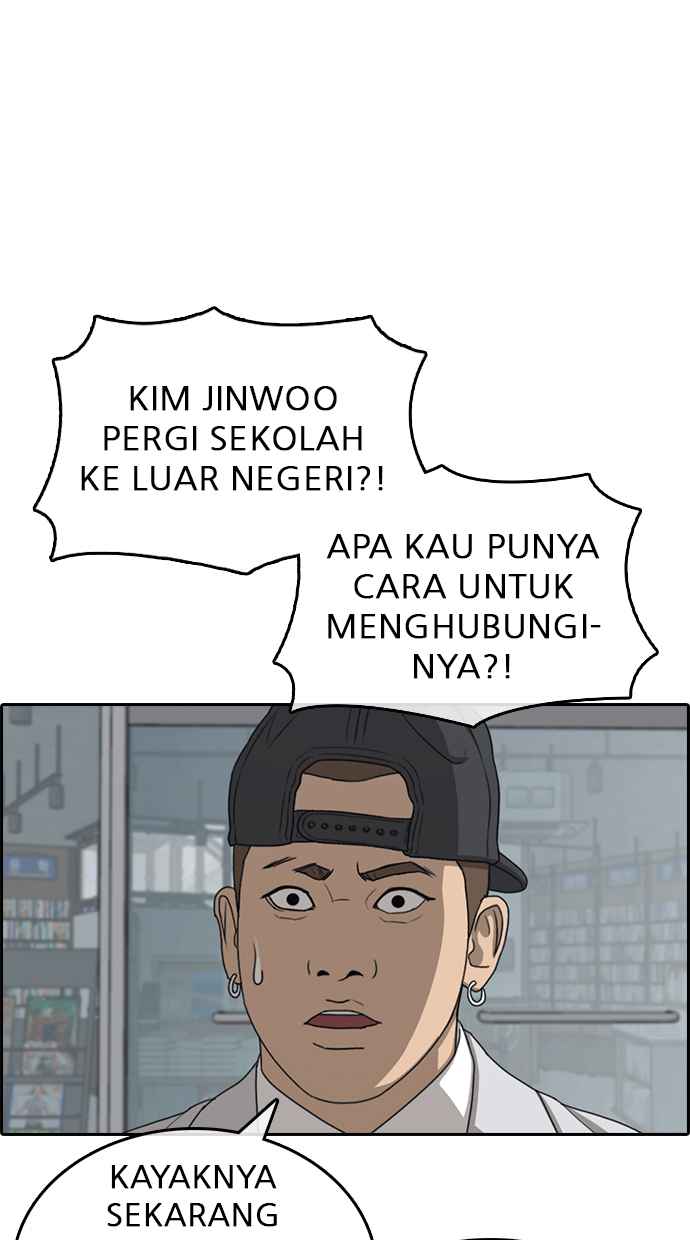 KIM JINWOO
PERGI SEKOLAH
KE LUAR NEGERI?!
APA KAU PUNYA
CARA UNTUK
MENGHUBUNGI-
NYA?!
KAYAKNYA
SEKARANG